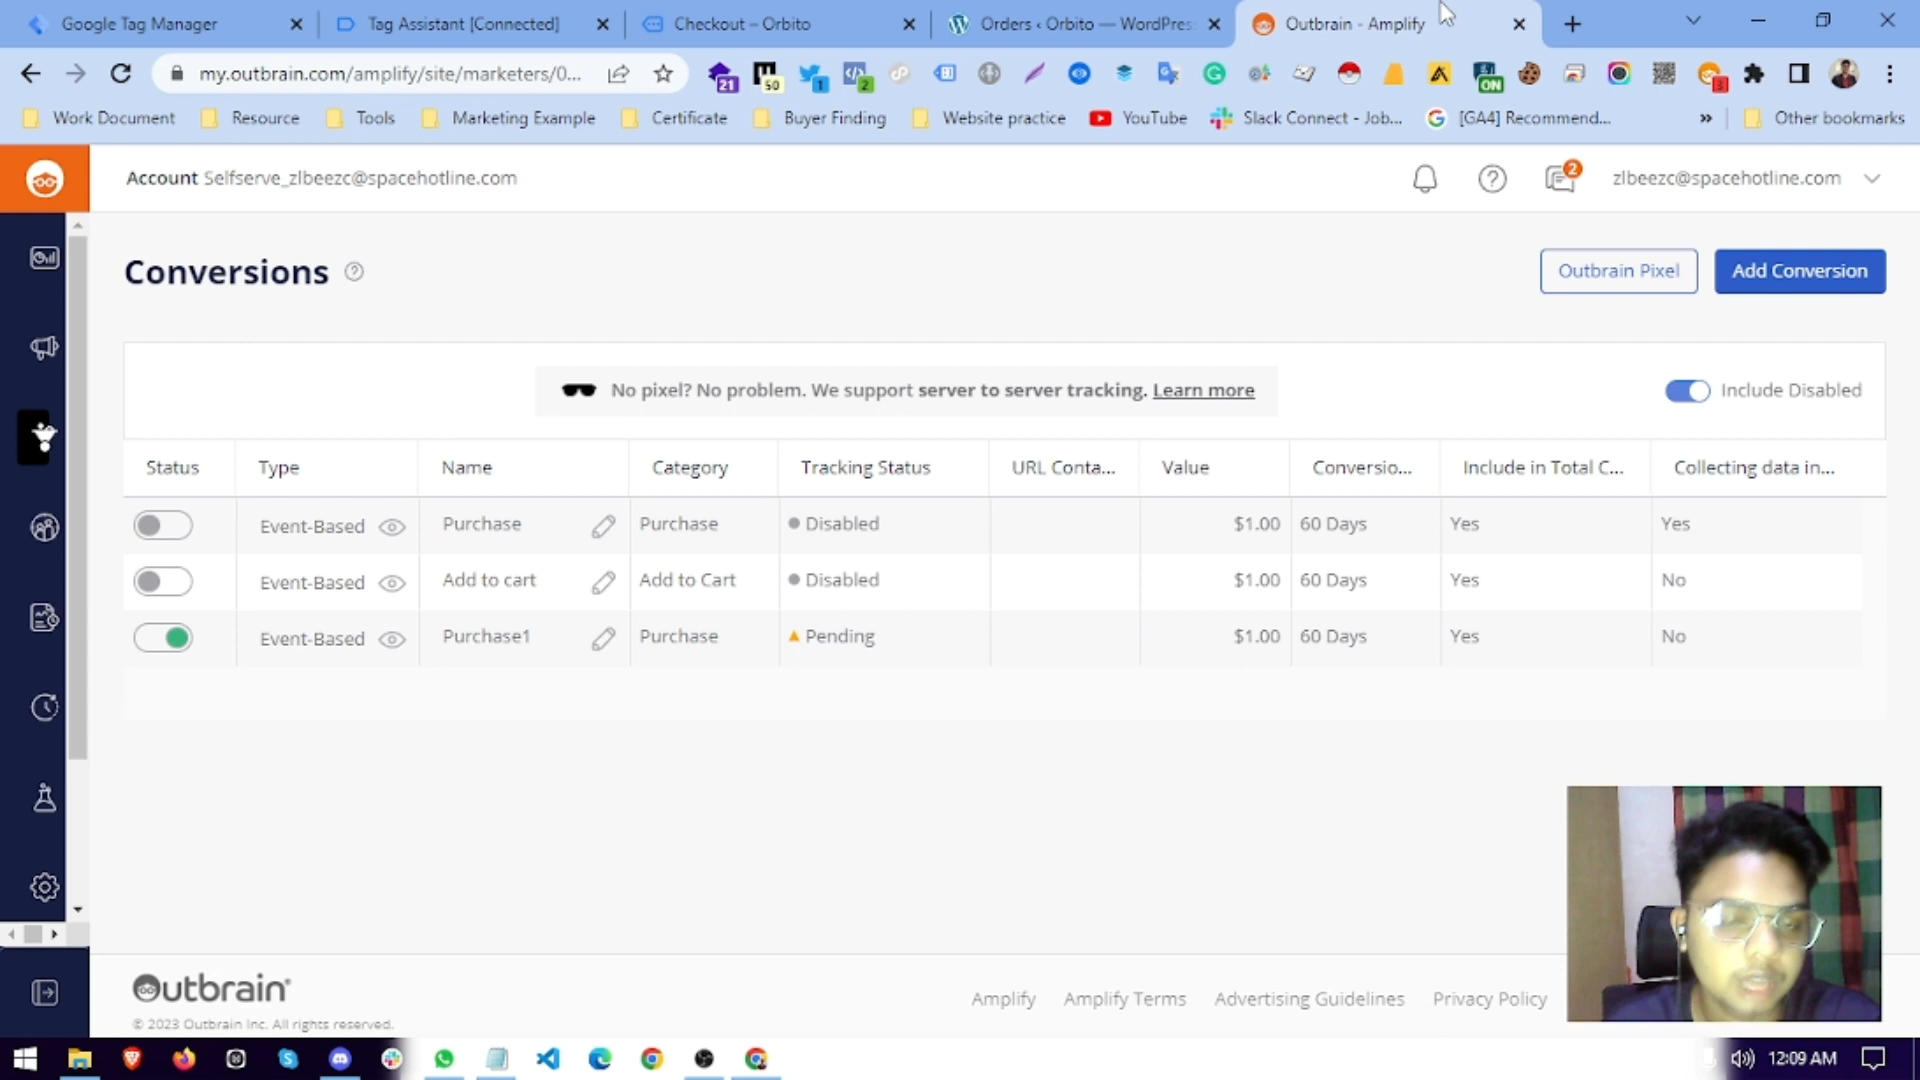 Google Tag Manager
Tag Assistant [Connected]
Checkout – Orbito
Orders ‹ Orbito — WordPres
Outbrain - Amplify
my.outbrain.com/amplify/site/marketers/0...
21
50
1
2
ON
3
Work Document
Resource
Tools
Marketing Example
Certificate
Buyer Finding
Website practice
YouTube
Slack Connect - Job...
[GA4] Recommend...
»
Other bookmarks
Account Selfserve_zlbeezc@spacehotline.com
2
zlbeezc@spacehotline.com
Conversions
Outbrain Pixel
Add Conversion
No pixel? No problem. We support server to server tracking. Learn more
Include Disabled
Status Type Name Category Tracking Status URL Conta... Value Conversio... Include in Total C... Collecting data in...
Event-Based Purchase Purchase Disabled $1.00 60 Days Yes Yes
Event-Based Add to cart Add to Cart Disabled $1.00 60 Days Yes No
Event-Based Purchase1 Purchase Pending $1.00 60 Days Yes No
Outbrain
© 2023 Outbrain Inc. All rights reserved.
Amplify
Amplify Terms
Advertising Guidelines
Privacy Policy
12:09 AM